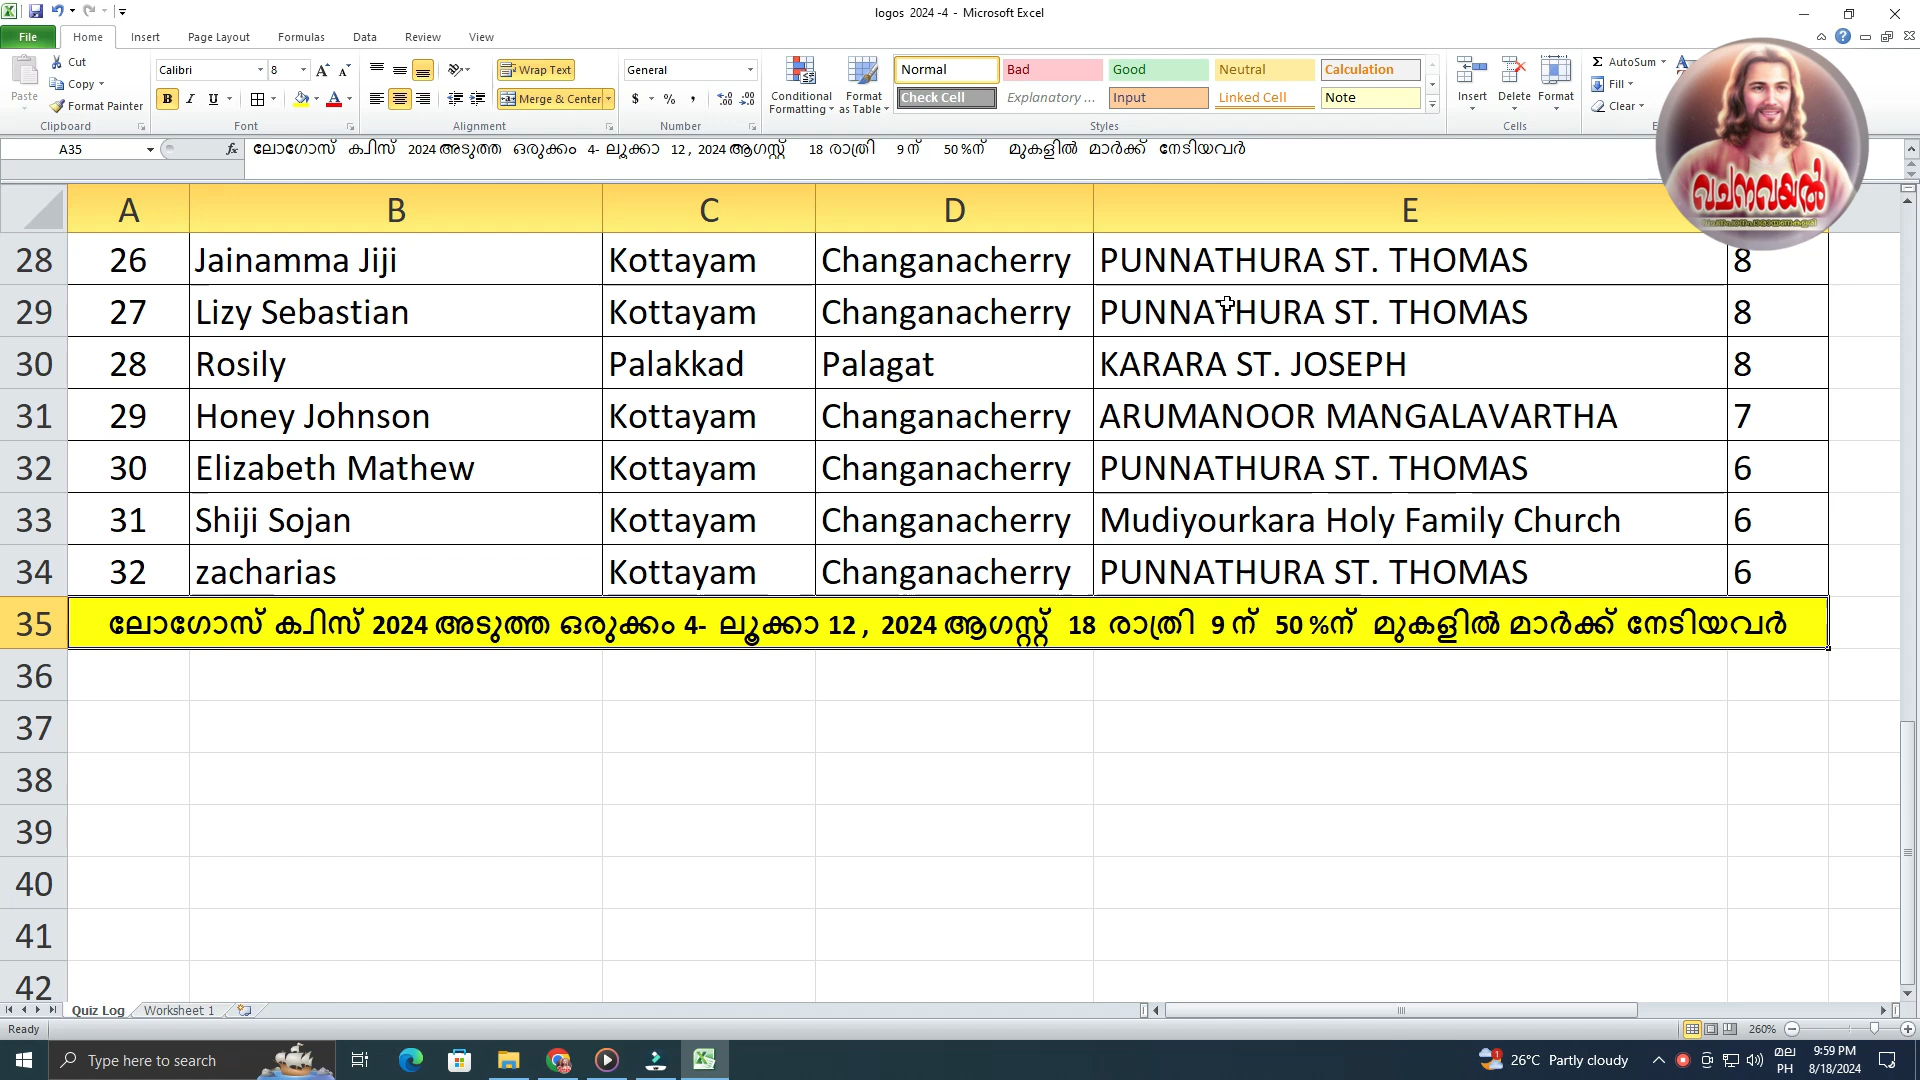 logos 2024 -4 - Microsoft Excel
File Home Insert Page Layout Formulas Data Review View
Paste Cut
Copy
Format Painter
Clipboard
Calibri 8
B I U
Font
Wrap Text
Merge & Center
Alignment
General
$ % ,
Number
Conditional Formatting
Format as Table
Normal Bad Good Neutral Calculation
Check Cell Explanatory ... Input Linked Cell Note
Styles
Insert Delete Format
Cells
Σ AutoSum
Fill
Clear
വചനവയൽ
A35 fx ലോഗോസ് ക്വിസ് 2024 അടുത്ത ഒരുക്കം 4- ലൂക്കാ 12 , 2024 ആഗസ്റ്റ് 18 രാത്രി 9 ന് 50 %ന് മുകളിൽ മാർക്ക് നേടിയവർ
A B C D E
28 26 Jainamma Jiji Kottayam Changanacherry PUNNATHURA ST. THOMAS 8
29 27 Lizy Sebastian Kottayam Changanacherry PUNNATHURA ST. THOMAS 8
30 28 Rosily Palakkad Palagat KARARA ST. JOSEPH 8
31 29 Honey Johnson Kottayam Changanacherry ARUMANOOR MANGALAVARTHA 7
32 30 Elizabeth Mathew Kottayam Changanacherry PUNNATHURA ST. THOMAS 6
33 31 Shiji Sojan Kottayam Changanacherry Mudiyourkara Holy Family Church 6
34 32 zacharias Kottayam Changanacherry PUNNATHURA ST. THOMAS 6
35 ലോഗോസ് ക്വിസ് 2024 അടുത്ത ഒരുക്കം 4- ലൂക്കാ 12 , 2024 ആഗസ്റ്റ് 18 രാത്രി 9 ന് 50 %ന് മുകളിൽ മാർക്ക് നേടിയവർ
36
37
38
39
40
41
42
Quiz Log Worksheet 1
Ready 260%
Type here to search
26°C Partly cloudy
മല
PH
9:59 PM
8/18/2024